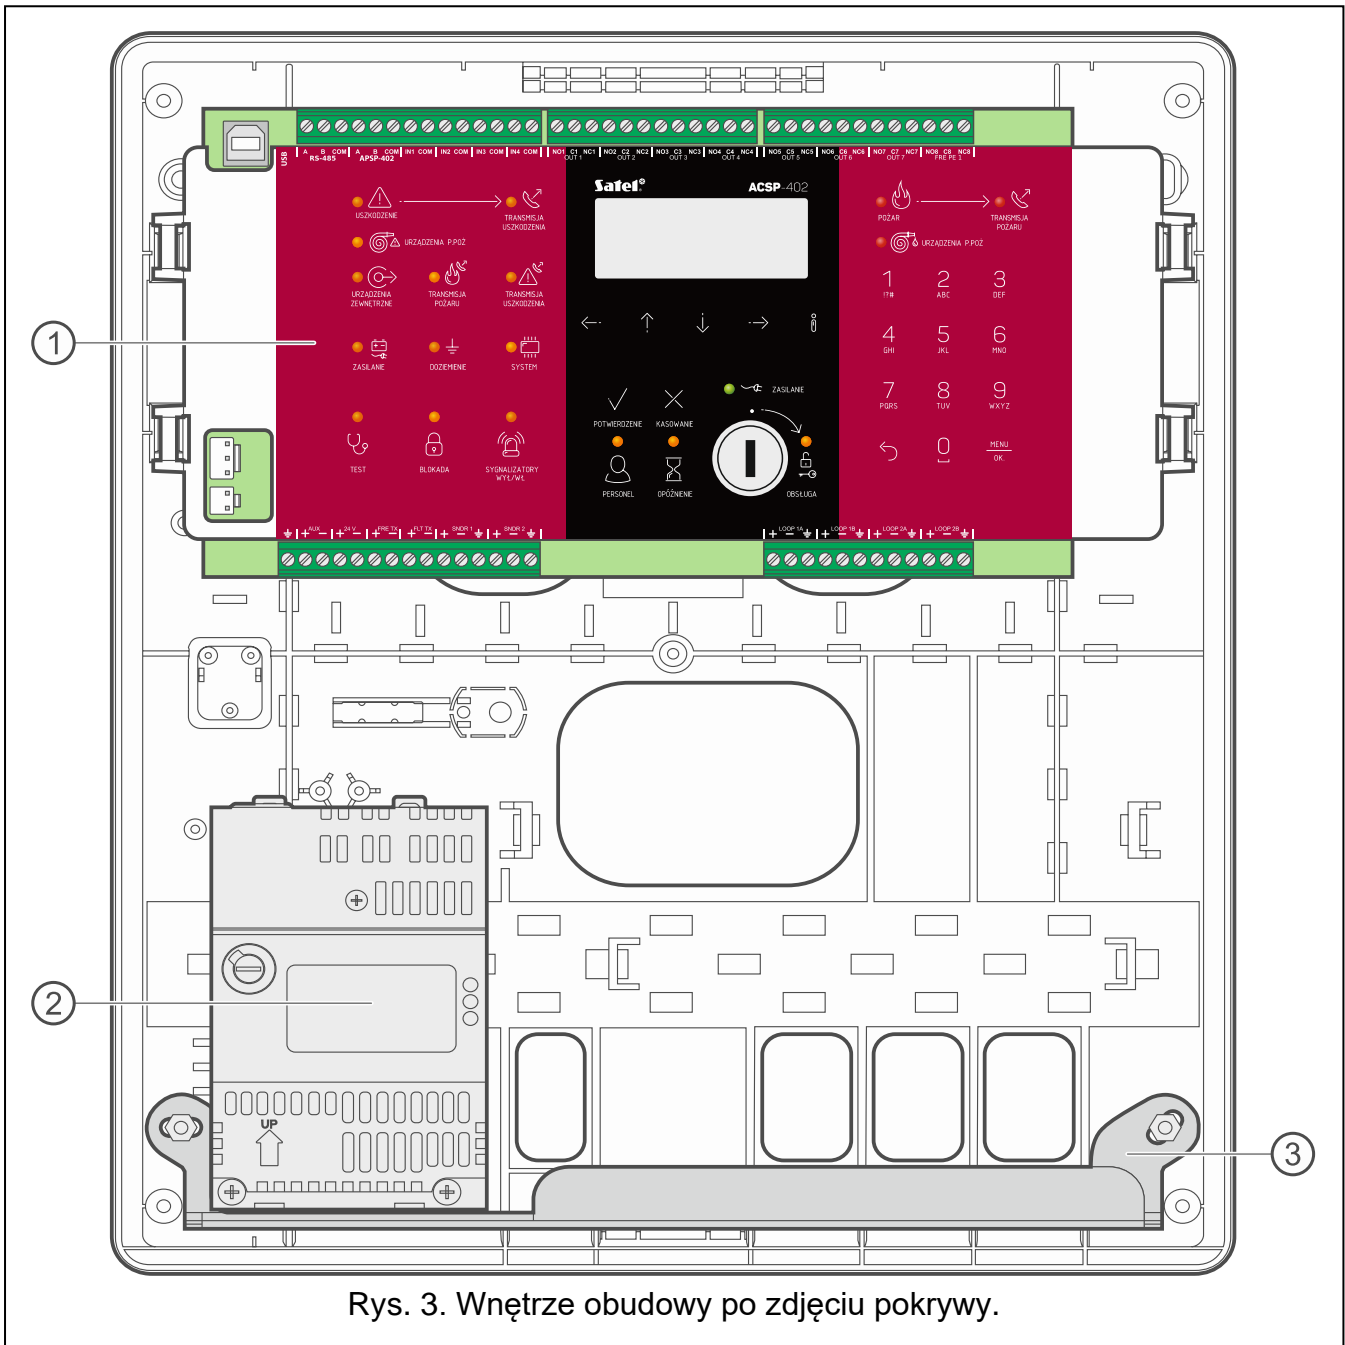 USB
A B COM A B COM IN1 COM IN2 COM IN3 COM IN4 COM
RS-485 APSP-402
NO1 C1 NC1 NO2 C2 NC2 NO3 C3 NC3 NO4 C4 NC4
OUT 1 OUT 2 OUT 3 OUT 4
NO5 C5 NC5 NO6 C6 NC6 NO7 C7 NC7 NO8 C8 NC8
OUT 5 OUT 6 OUT 7 FRE PE 1
USZKODZENIE
TRANSMISJA
USZKODZENIA
URZĄDZENIA P.POŻ
URZĄDZENIA
ZEWNĘTRZNE
TRANSMISJA
POŻARU
TRANSMISJA
USZKODZENIA
ZASILANIE
DOZIEMIENIE
SYSTEM
TEST
BLOKADA
SYGNALIZATORY
WYŁ/WŁ
Satel®
ACSP-402
← ↑ ↓ → i
POTWIERDZENIE
KASOWANIE
ZASILANIE
PERSONEL
OPÓŹNIENIE
OBSŁUGA
POŻAR
TRANSMISJA
POŻARU
URZĄDZENIA P.POŻ
1 2 3
!?# ABC DEF
4 5 6
GHI JKL MNO
7 8 9
PQRS TUV WXYZ
0
MENU
OK.
AUX 24 V FRE TX FLT TX SNDR 1 SNDR 2
+ − + − + − + − + − + −
LOOP 1A LOOP 1B LOOP 2A LOOP 2B
+ − + − + − + −
UP
1
2
3
Rys. 3. Wnętrze obudowy po zdjęciu pokrywy.